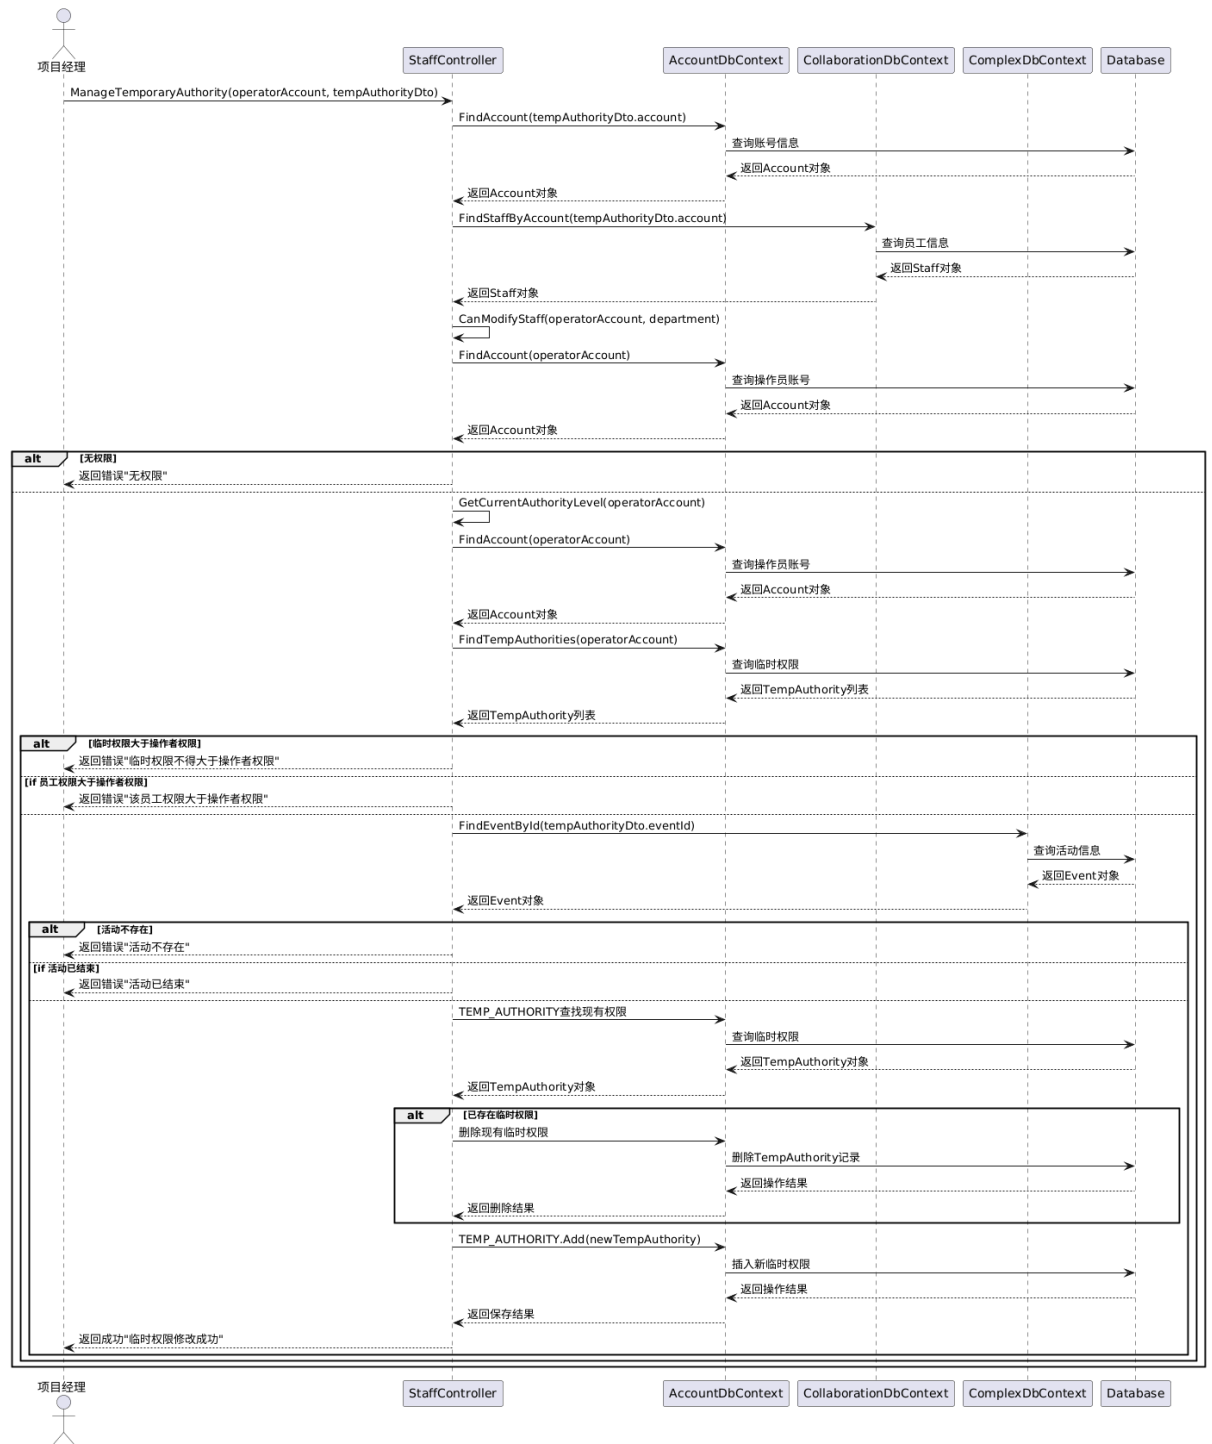 项目经理
StaffController
AccountDbContext
CollaborationDbContext
ComplexDbContext
Database
ManageTemporaryAuthority(operatorAccount, tempAuthorityDto)
FindAccount(tempAuthorityDto.account)
查询账号信息
返回Account对象
返回Account对象
FindStaffByAccount(tempAuthorityDto.account)
查询员工信息
返回Staff对象
返回Staff对象
CanModifyStaff(operatorAccount, department)
FindAccount(operatorAccount)
查询操作员账号
返回Account对象
返回Account对象
alt [无权限]
返回错误"无权限"
GetCurrentAuthorityLevel(operatorAccount)
FindAccount(operatorAccount)
查询操作员账号
返回Account对象
返回Account对象
FindTempAuthorities(operatorAccount)
查询临时权限
返回TempAuthority列表
返回TempAuthority列表
alt [临时权限大于操作者权限]
返回错误"临时权限不得大于操作者权限"
[if 员工权限大于操作者权限]
返回错误"该员工权限大于操作者权限"
FindEventById(tempAuthorityDto.eventId)
查询活动信息
返回Event对象
返回Event对象
alt [活动不存在]
返回错误"活动不存在"
[if 活动已结束]
返回错误"活动已结束"
TEMP_AUTHORITY查找现有权限
查询临时权限
返回TempAuthority对象
返回TempAuthority对象
alt [已存在临时权限]
删除现有临时权限
删除TempAuthority记录
返回操作结果
返回删除结果
TEMP_AUTHORITY.Add(newTempAuthority)
插入新临时权限
返回操作结果
返回保存结果
返回成功"临时权限修改成功"
项目经理
StaffController
AccountDbContext
CollaborationDbContext
ComplexDbContext
Database